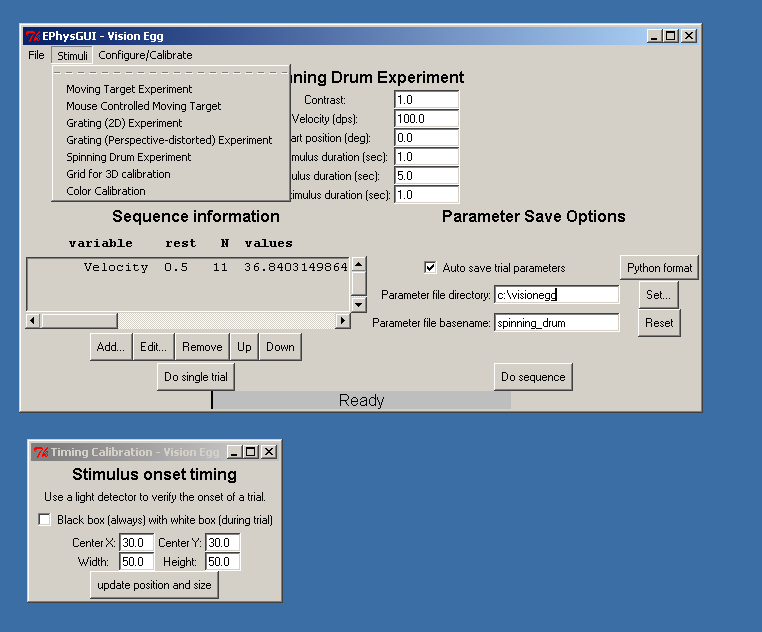 EPhysGUI - Vision Egg
File Stimuli Configure/Calibrate
Moving Target Experiment
Mouse Controlled Moving Target
Grating (2D) Experiment
Grating (Perspective-distorted) Experiment
Spinning Drum Experiment
Grid for 3D calibration
Color Calibration
ning Drum Experiment
Contrast: 1.0
Velocity (dps): 100.0
art position (deg): 0.0
mulus duration (sec): 1.0
ulus duration (sec): 5.0
timulus duration (sec): 1.0
Sequence information
variable rest N values
Velocity 0.5 11 36.8403149864
Add... Edit... Remove Up Down
Do single trial
Parameter Save Options
Auto save trial parameters Python format
Parameter file directory: c:\visionegg Set...
Parameter file basename: spinning_drum Reset
Do sequence
Ready
Timing Calibration - Vision Egg
Stimulus onset timing
Use a light detector to verify the onset of a trial.
Black box (always) with white box (during trial)
Center X: 30.0 Center Y: 30.0
Width: 50.0 Height: 50.0
update position and size